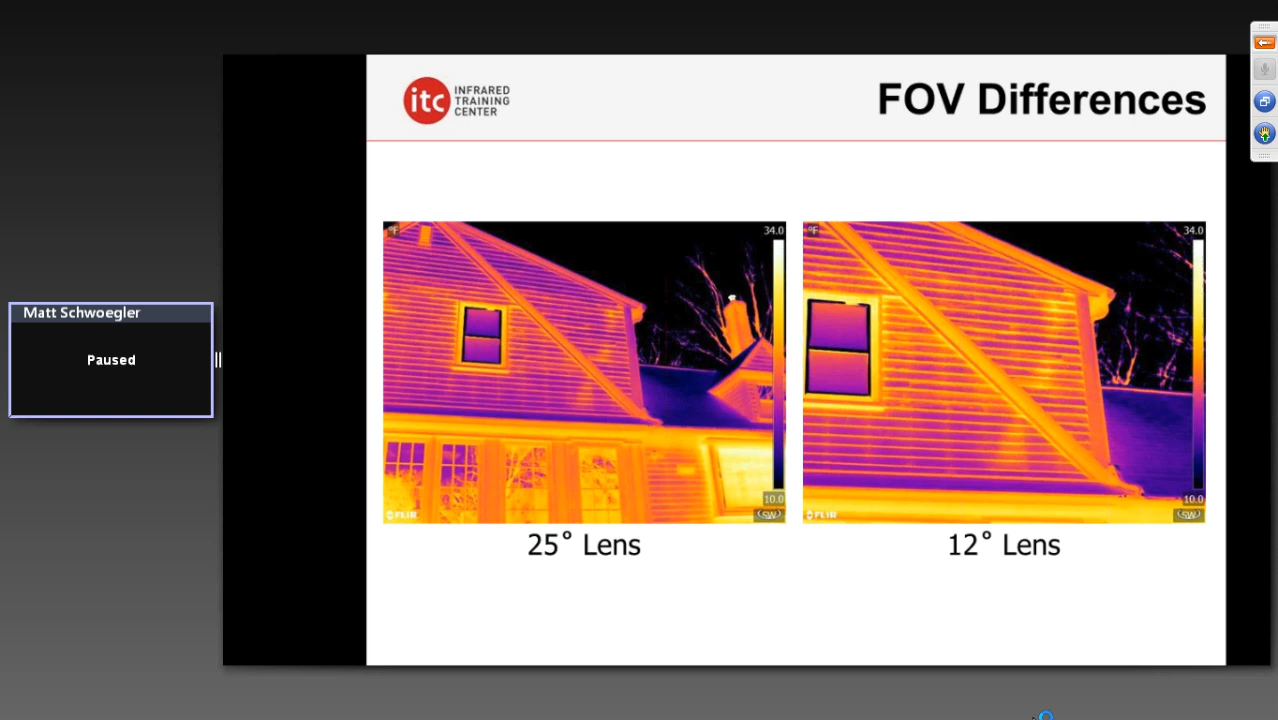 itc INFRARED
TRAINING
CENTER
FOV Differences
Matt Schwoegler
Paused
°F
34.0
10.0
FLIR
(SW)
°F
34.0
10.0
FLIR
(SW)
25° Lens
12° Lens